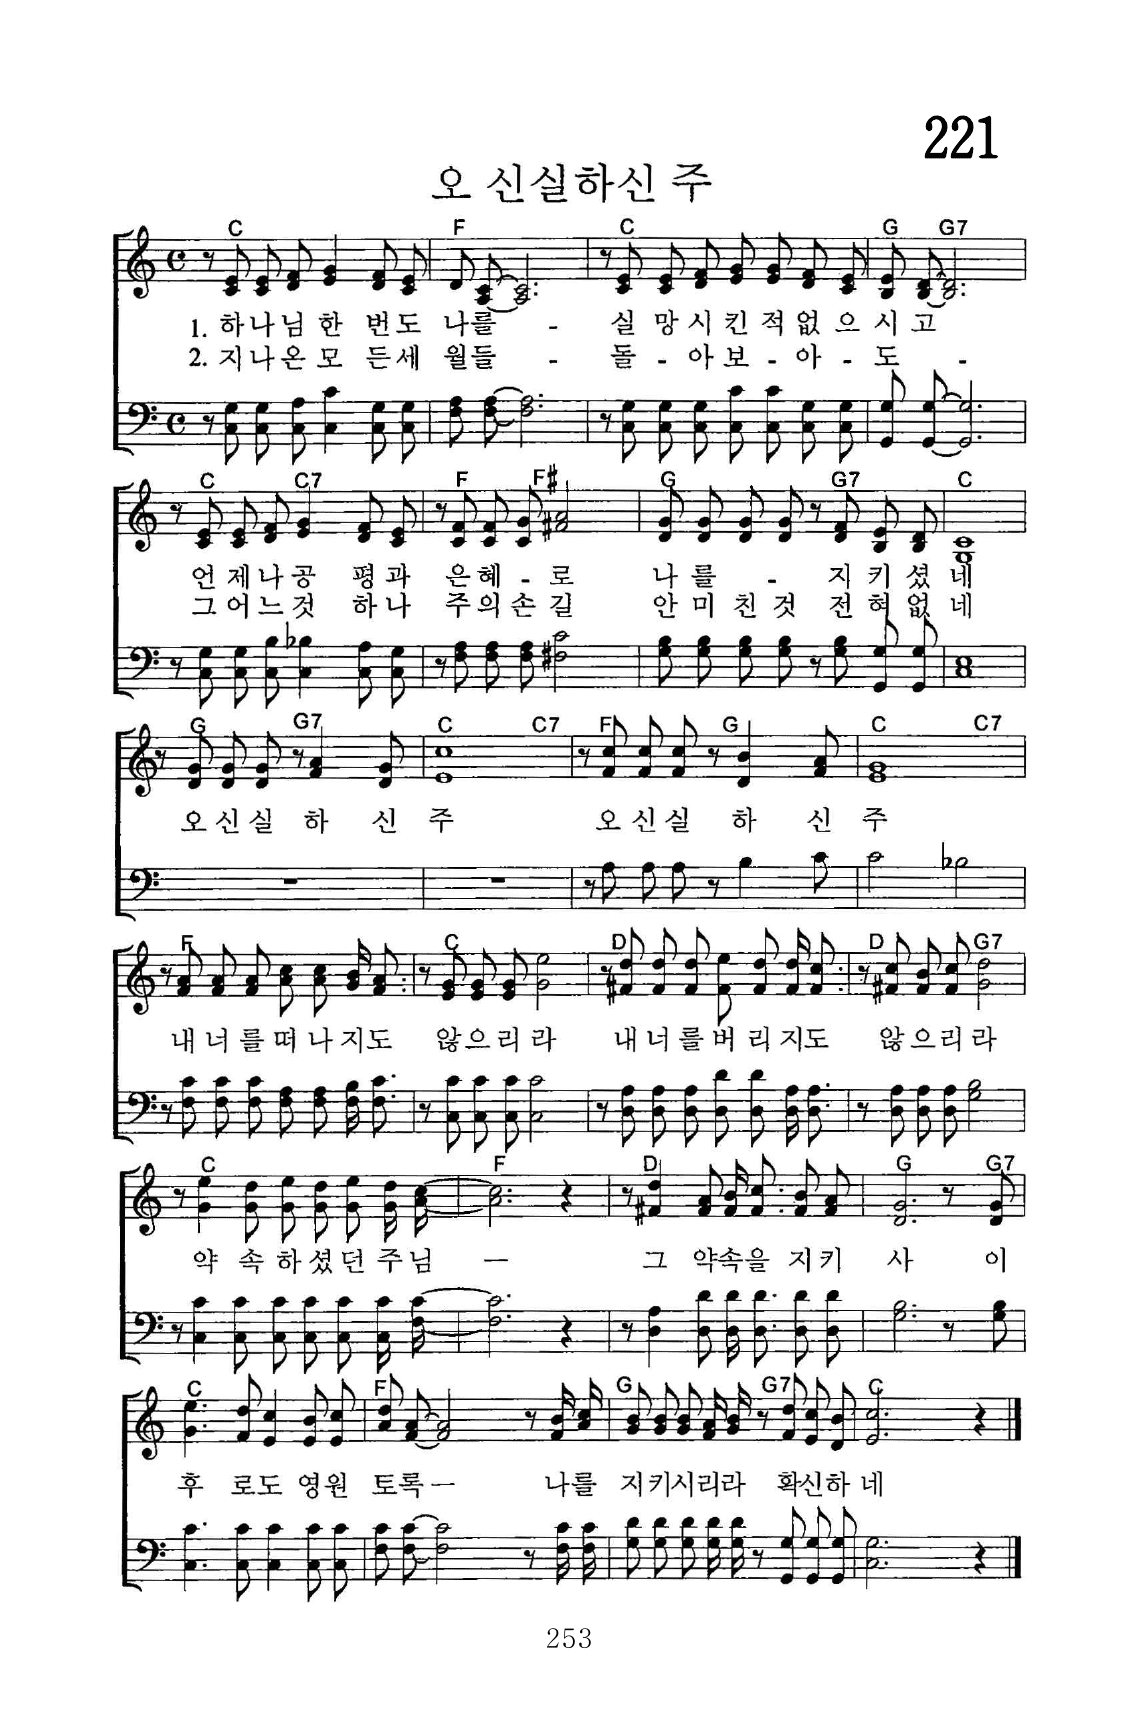 221
오 신실하신 주
C F C G G7
1. 하나님 한 번도 나를 - 실망시킨 적없으시고
2. 지나온 모든세월들 - 돌 - 아보 - 아 - 도 -
C C7 F F# G G7 C
언제나공평과 은혜 - 로 나를 - 지키셨네
그어느것 하나 주의손길 안미친것 전혀없네
G G7 C C7 F G C C7
오신실하신주 오신실하신주
F C D D G7
내너를떠나지도 않으리라 내너를버리지도 않으리라
C F D G G7
약속하셨던주님 ー 그 약속을 지키사 이
C F G G7 C
후로도 영원토록ー 나를 지키시리라 확신하네
253